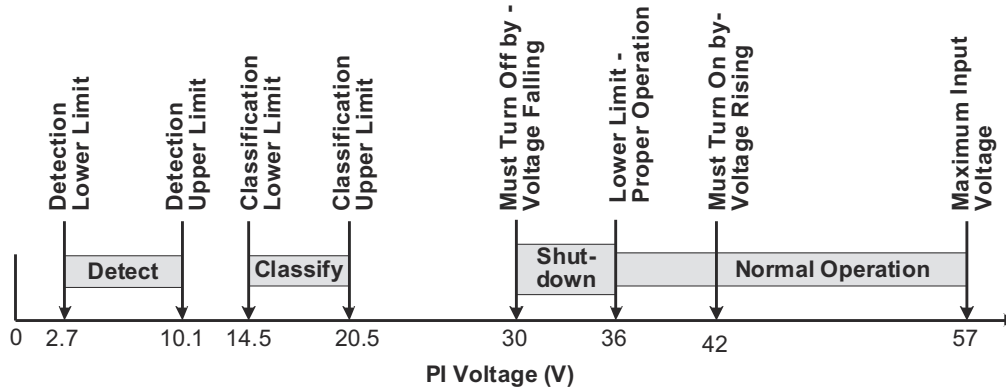 Detection
Lower Limit
Detection
Upper Limit
Classification
Lower Limit
Classification
Upper Limit
Must Turn Off by -
Voltage Falling
Lower Limit -
Proper Operation
Must Turn On by-
Voltage Rising
Maximum Input
Voltage
Detect
Classify
Shut-
down
Normal Operation
0
2.7
10.1
14.5
20.5
30
36
42
57
PI Voltage (V)